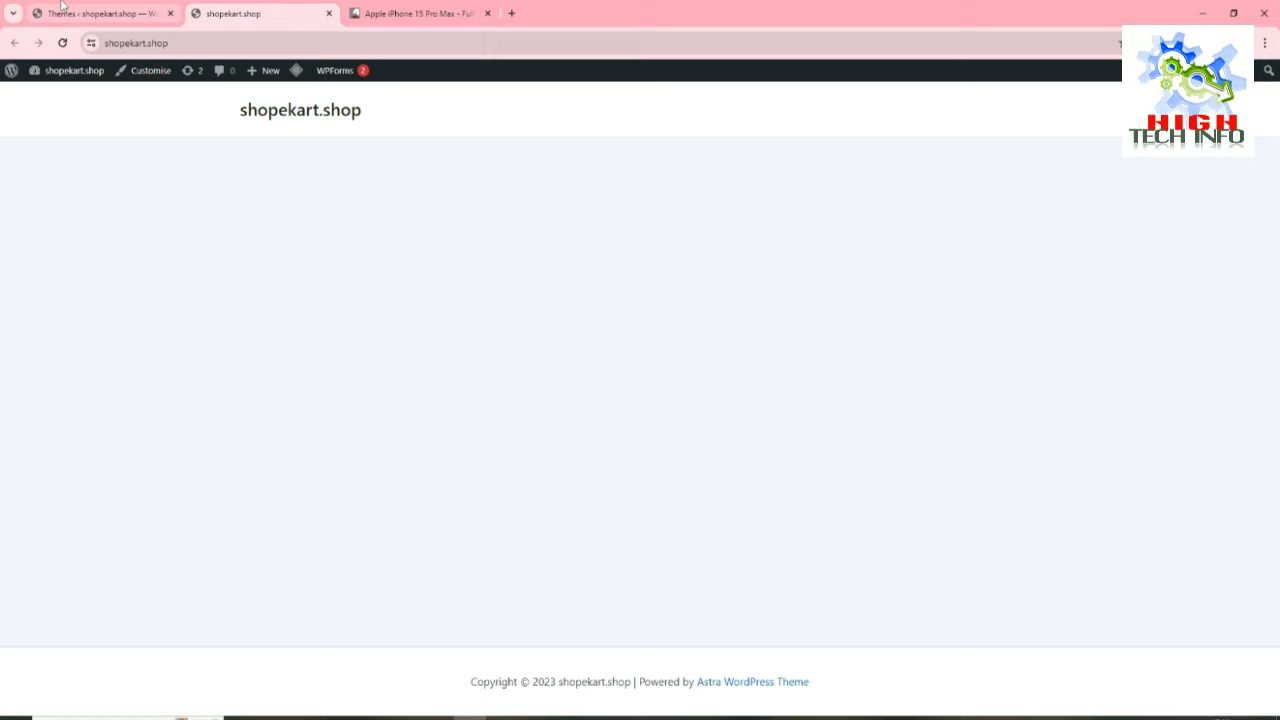 Themes ‹ shopekart.shop — W
shopekart.shop
Apple iPhone 15 Pro Max - Full
shopekart.shop
shopekart.shop
Customise
2
0
New
WPForms 2
HIGH
TECH INFO
shopekart.shop
Copyright © 2023 shopekart.shop | Powered by Astra WordPress Theme